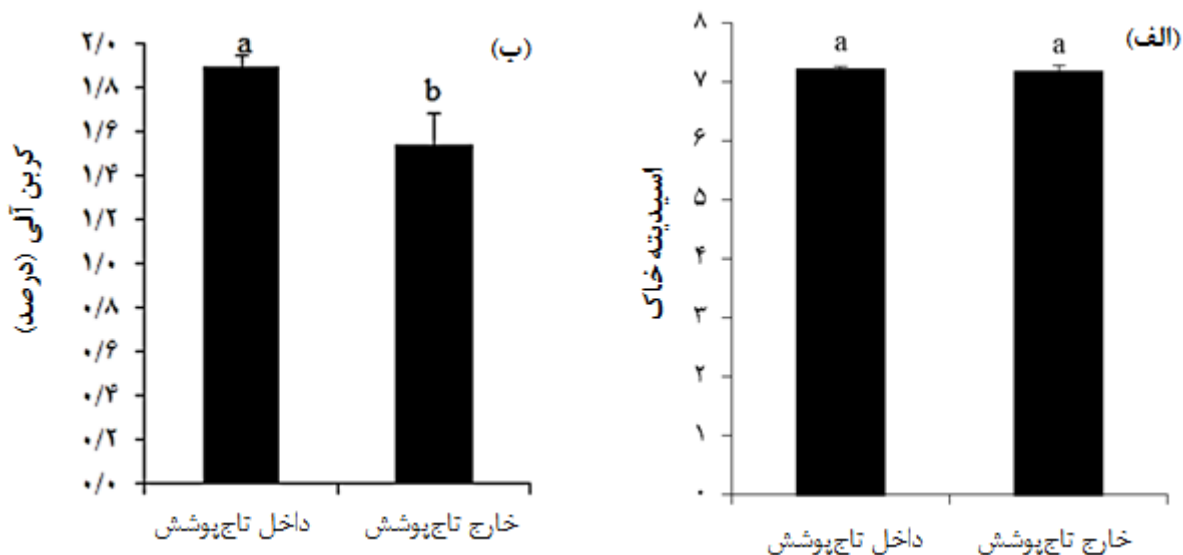 (الف)
اسیدیته خاک
۸
۷
۶
۵
۴
۳
۲
۱
۰
a
a
داخل تاج‌پوشش
خارج تاج‌پوشش
(ب)
کربن آلی (درصد)
۲/۰
۱/۸
۱/۶
۱/۴
۱/۲
۱/۰
۰/۸
۰/۶
۰/۴
۰/۲
۰/۰
a
b
داخل تاج‌پوشش
خارج تاج‌پوشش